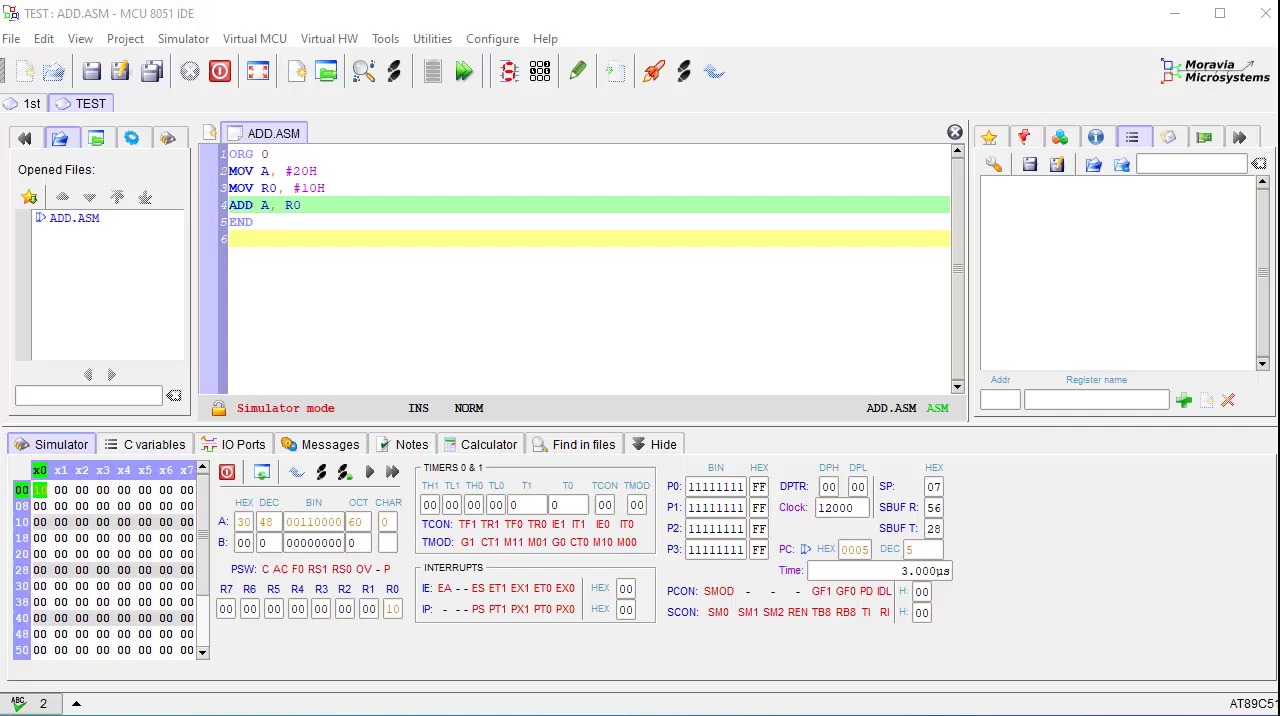 TEST : ADD.ASM - MCU 8051 IDE
File Edit View Project Simulator Virtual MCU Virtual HW Tools Utilities Configure Help
Moravia
Microsystems
1st TEST
ADD.ASM
Opened Files:
ADD.ASM
1 ORG 0
2 MOV A, #20H
3 MOV R0, #10H
4 ADD A, R0
5 END
6
Addr Register name
Simulator mode INS NORM ADD.ASM ASM
Simulator C variables IO Ports Messages Notes Calculator Find in files Hide
x0 x1 x2 x3 x4 x5 x6 x7
00 10 00 00 00 00 00 00 00
08 00 00 00 00 00 00 00 00
10 00 00 00 00 00 00 00 00
18 00 00 00 00 00 00 00 00
20 00 00 00 00 00 00 00 00
28 00 00 00 00 00 00 00 00
30 00 00 00 00 00 00 00 00
38 00 00 00 00 00 00 00 00
40 00 00 00 00 00 00 00 00
48 00 00 00 00 00 00 00 00
50 00 00 00 00 00 00 00 00
HEX DEC BIN OCT CHAR
A: 30 48 00110000 60 0
B: 00 0 00000000 0
PSW: C AC F0 RS1 RS0 OV - P
R7 R6 R5 R4 R3 R2 R1 R0
00 00 00 00 00 00 00 10
TIMERS 0 & 1
TH1 TL1 TH0 TL0 T1 T0 TCON TMOD
00 00 00 00 0 0 00 00
TCON: TF1 TR1 TF0 TR0 IE1 IT1 IE0 IT0
TMOD: G1 CT1 M11 M01 G0 CT0 M10 M00
INTERRUPTS
IE: EA - - ES ET1 EX1 ET0 EX0 HEX 00
IP: - - - PS PT1 PX1 PT0 PX0 HEX 00
BIN HEX
P0: 11111111 FF
P1: 11111111 FF
P2: 11111111 FF
P3: 11111111 FF
DPH DPL HEX
DPTR: 00 00 SP: 07
Clock: 12000 SBUF R: 56
SBUF T: 28
PC: HEX 0005 DEC 5
Time: 3.000µs
PCON: SMOD - - - GF1 GF0 PD IDL H: 00
SCON: SM0 SM1 SM2 REN TB8 RB8 TI RI H: 00
ABC 2 AT89C51